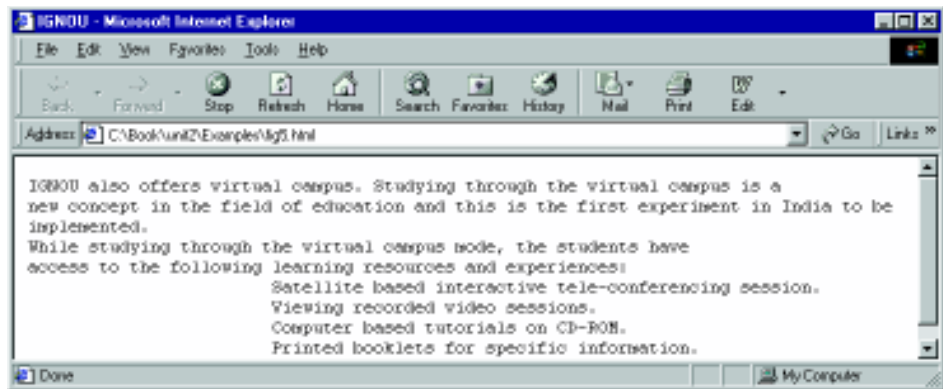 IGNOU - Microsoft Internet Explorer
File Edit View Favorites Tools Help
Back Forward Stop Refresh Home Search Favorites History Mail Print Edit
Address C:\Book\unit2\Examples\fig5.html Go Links »
IGNOU also offers virtual campus. Studying through the virtual campus is a
new concept in the field of education and this is the first experiment in India to be
implemented.
While studying through the virtual campus mode, the students have
access to the following learning resources and experiences:
Satellite based interactive tele-conferencing session.
Viewing recorded video sessions.
Computer based tutorials on CD-ROM.
Printed booklets for specific information.
Done My Computer